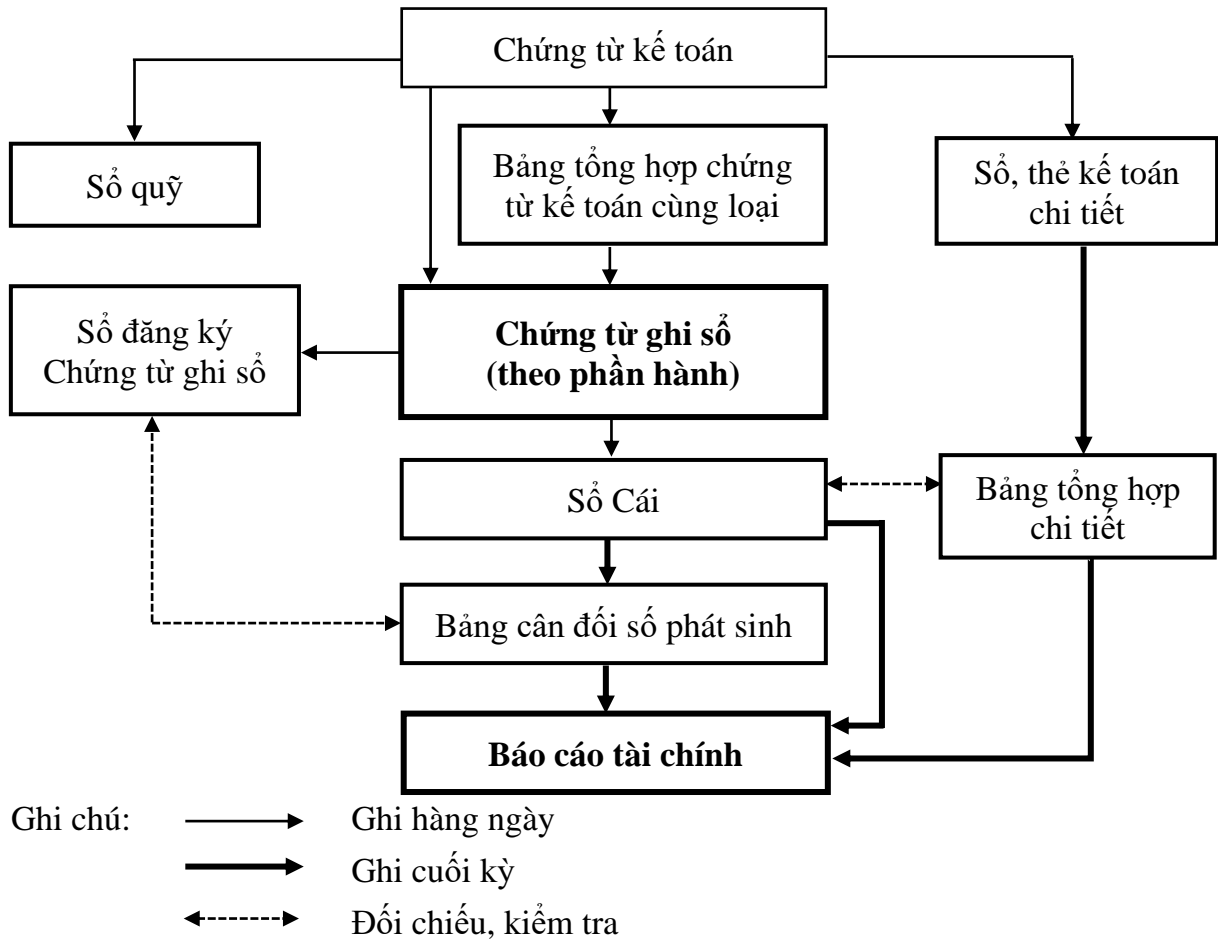 Chứng từ kế toán
Sổ quỹ
Bảng tổng hợp chứng
từ kế toán cùng loại
Sổ, thẻ kế toán
chi tiết
Sổ đăng ký
Chứng từ ghi sổ
Chứng từ ghi sổ
(theo phần hành)
Sổ Cái
Bảng tổng hợp
chi tiết
Bảng cân đối số phát sinh
Báo cáo tài chính
Ghi chú:
Ghi hàng ngày
Ghi cuối kỳ
Đối chiếu, kiểm tra